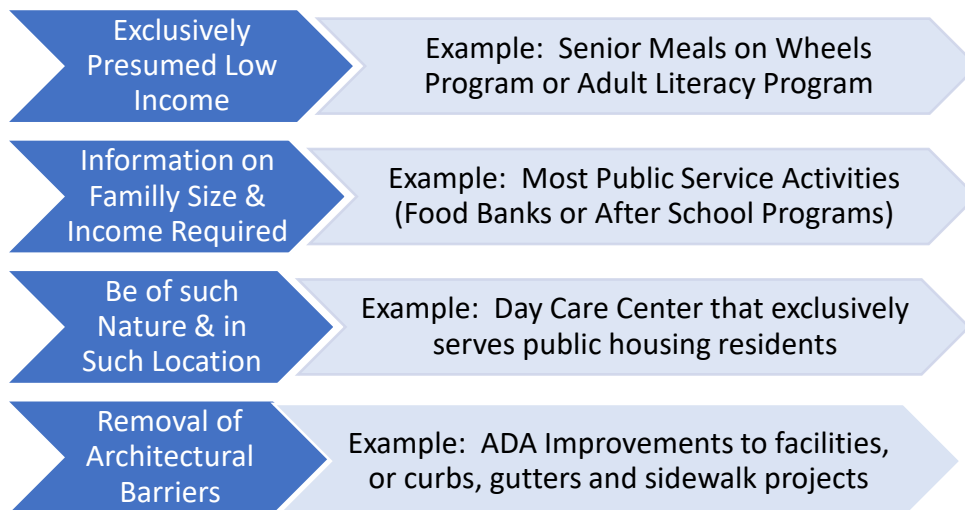 Exclusively
Presumed Low
Income
Example: Senior Meals on Wheels
Program or Adult Literacy Program
Information on
Familly Size &
Income Required
Example: Most Public Service Activities
(Food Banks or After School Programs)
Be of such
Nature & in
Such Location
Example: Day Care Center that exclusively
serves public housing residents
Removal of
Architectural
Barriers
Example: ADA Improvements to facilities,
or curbs, gutters and sidewalk projects